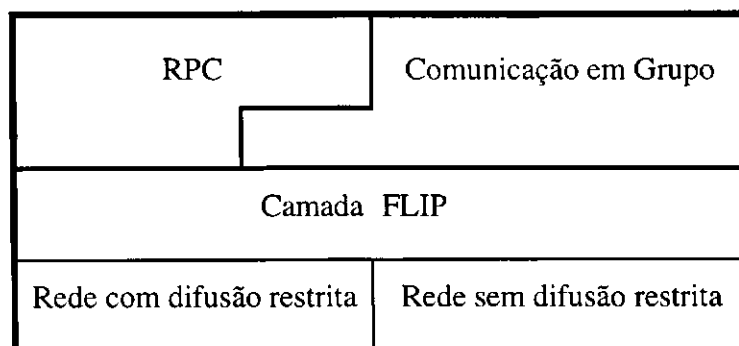 RPC
Comunicação em Grupo
Camada FLIP
Rede com difusão restrita
Rede sem difusão restrita